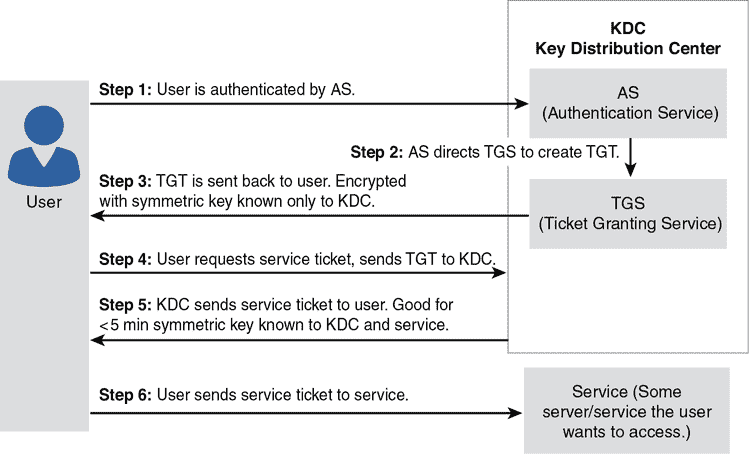 KDC
Key Distribution Center
Step 1: User is authenticated by AS.
AS
(Authentication Service)
Step 2: AS directs TGS to create TGT.
Step 3: TGT is sent back to user. Encrypted
with symmetric key known only to KDC.
User
TGS
(Ticket Granting Service)
Step 4: User requests service ticket, sends TGT to KDC.
Step 5: KDC sends service ticket to user. Good for
<5 min symmetric key known to KDC and service.
Step 6: User sends service ticket to service.
Service (Some
server/service the user
wants to access.)